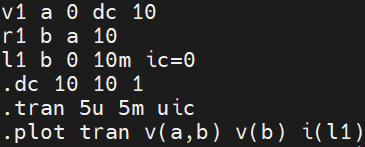 v1 a 0 dc 10
r1 b a 10
l1 b 0 10m ic=0
.dc 10 10 1
.tran 5u 5m uic
.plot tran v(a,b) v(b) i(l1)